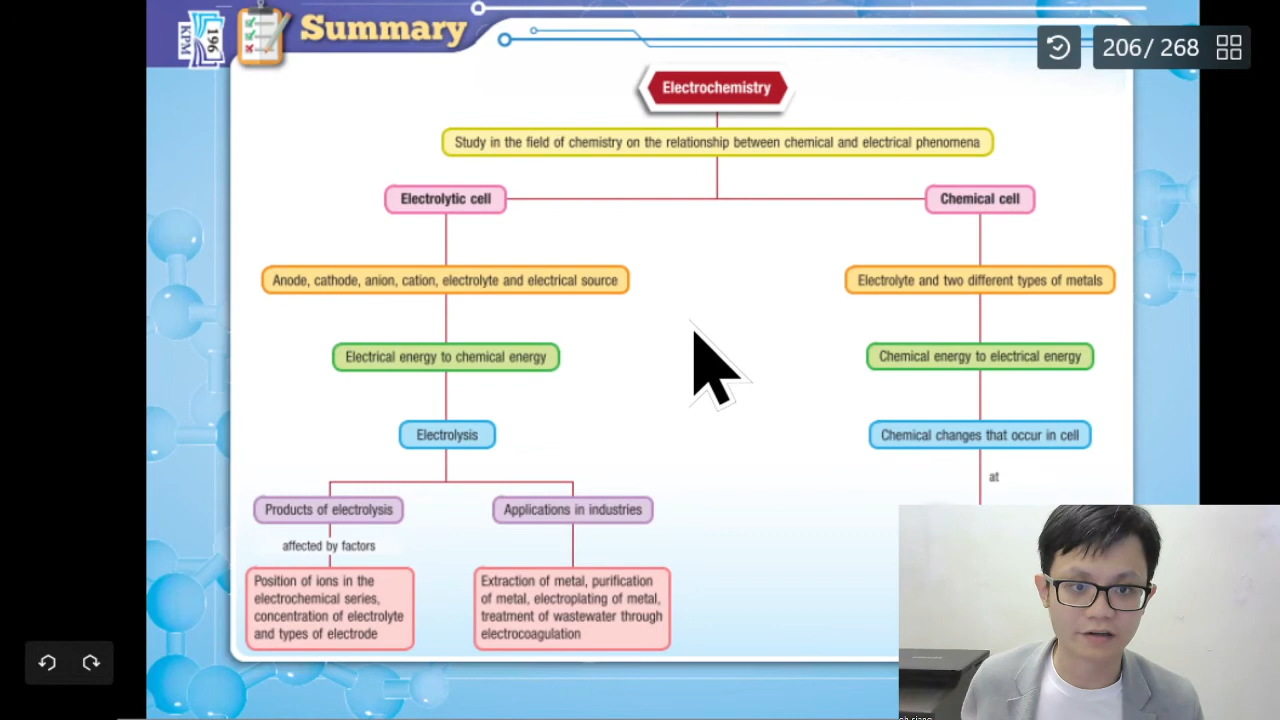 196
KPM
Summary
206/ 268
Electrochemistry
Study in the field of chemistry on the relationship between chemical and electrical phenomena
Electrolytic cell
Chemical cell
Anode, cathode, anion, cation, electrolyte and electrical source
Electrolyte and two different types of metals
Electrical energy to chemical energy
Chemical energy to electrical energy
Electrolysis
Chemical changes that occur in cell
at
Products of electrolysis
Applications in industries
affected by factors
Position of ions in the
electrochemical series,
concentration of electrolyte
and types of electrode
Extraction of metal, purification
of metal, electroplating of metal,
treatment of wastewater through
electrocoagulation